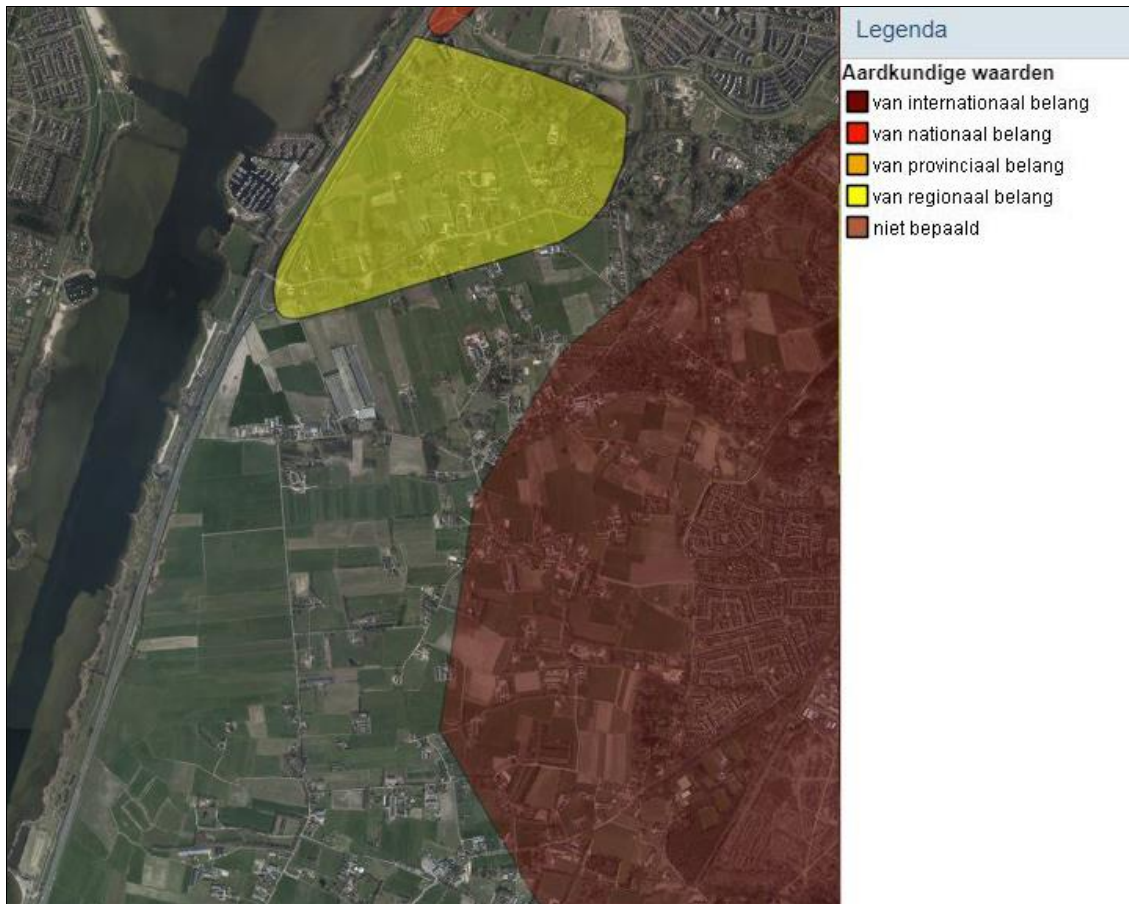 Legenda
Aardkundige waarden
van internationaal belang
van nationaal belang
van provinciaal belang
van regionaal belang
niet bepaald